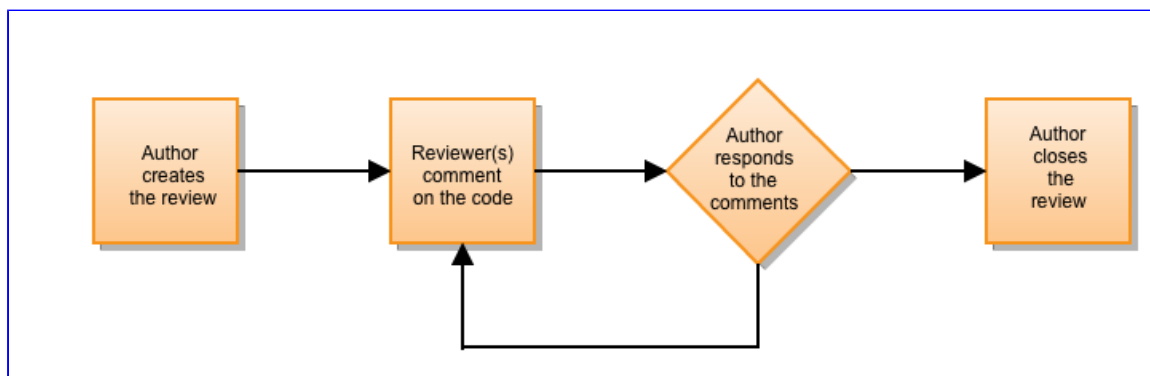 Author
creates
the review
Reviewer(s)
comment
on the code
Author
responds
to the
comments
Author
closes
the
review